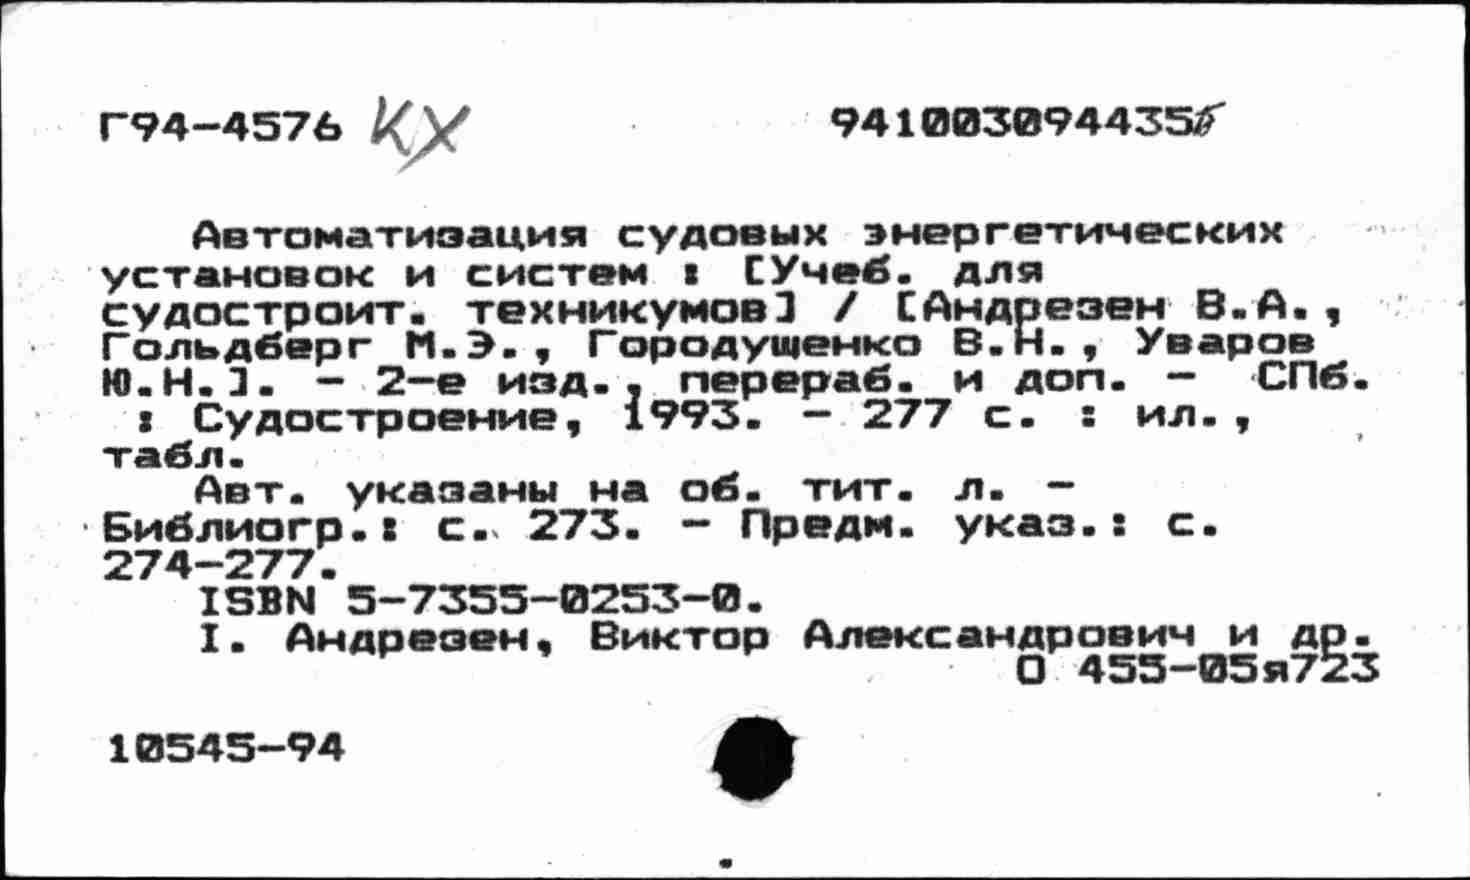 Г94-4576 КХ 9410030944355
Автоматизация судовых энергетических
установок и систем : [Учеб. для
судостроит. техникумов] / [Андрезен В.А.,
Гольдберг М.Э., Городущенко В.Н., Уваров
Ю.Н.]. - 2-е изд., перераб. и доп. - СПб.
: Судостроение, 1993. - 277 с. : ил.,
табл.
Авт. указаны на об. тит. л. -
Библиогр.: с. 273. - Предм. указ.: с.
274-277.
ISBN 5-7355-0253-0.
I. Андрезен, Виктор Александрович и др.
О 455-05я723
10545-94